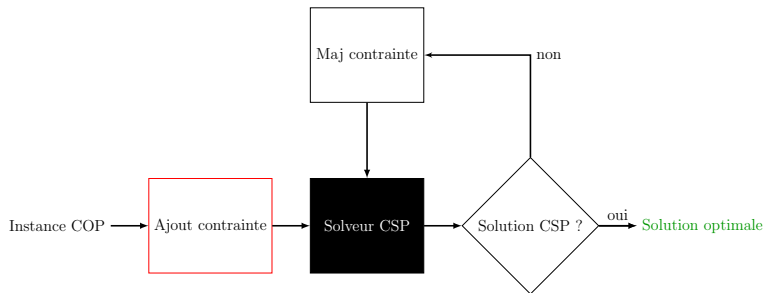 Maj contrainte
non
Instance COP
Ajout contrainte
Solveur CSP
Solution CSP ?
oui
Solution optimale